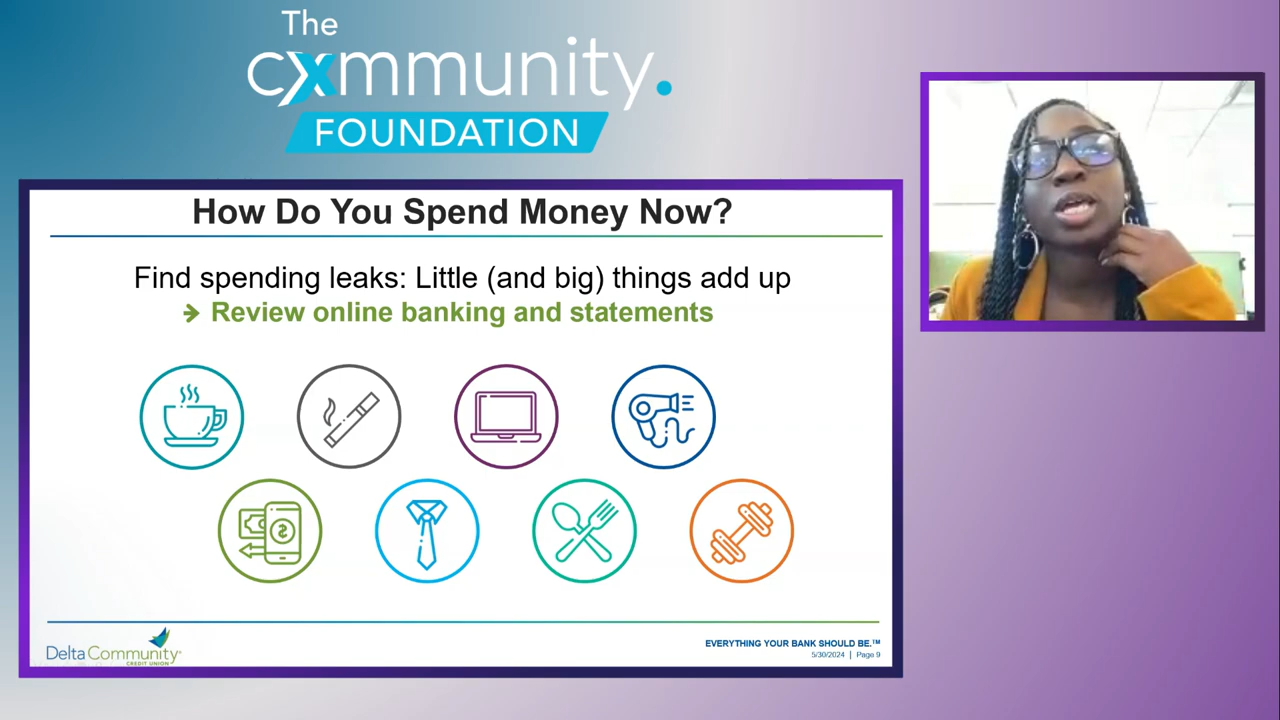 The
cxmmunity.
FOUNDATION
How Do You Spend Money Now?
Find spending leaks: Little (and big) things add up
→ Review online banking and statements
Delta Community®
CREDIT UNION
EVERYTHING YOUR BANK SHOULD BE.™
5/30/2024 | Page 9